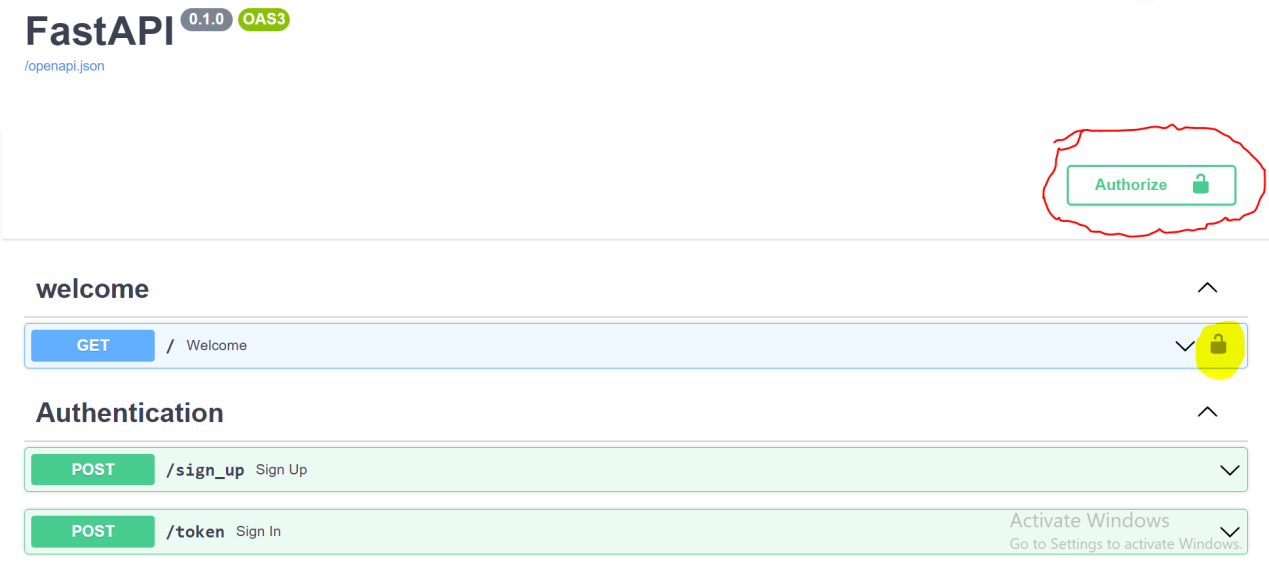 FastAPI 0.1.0 OAS3
/openapi.json
Authorize
welcome
GET / Welcome
Authentication
POST /sign_up Sign Up
POST /token Sign In
Activate Windows
Go to Settings to activate Windows.